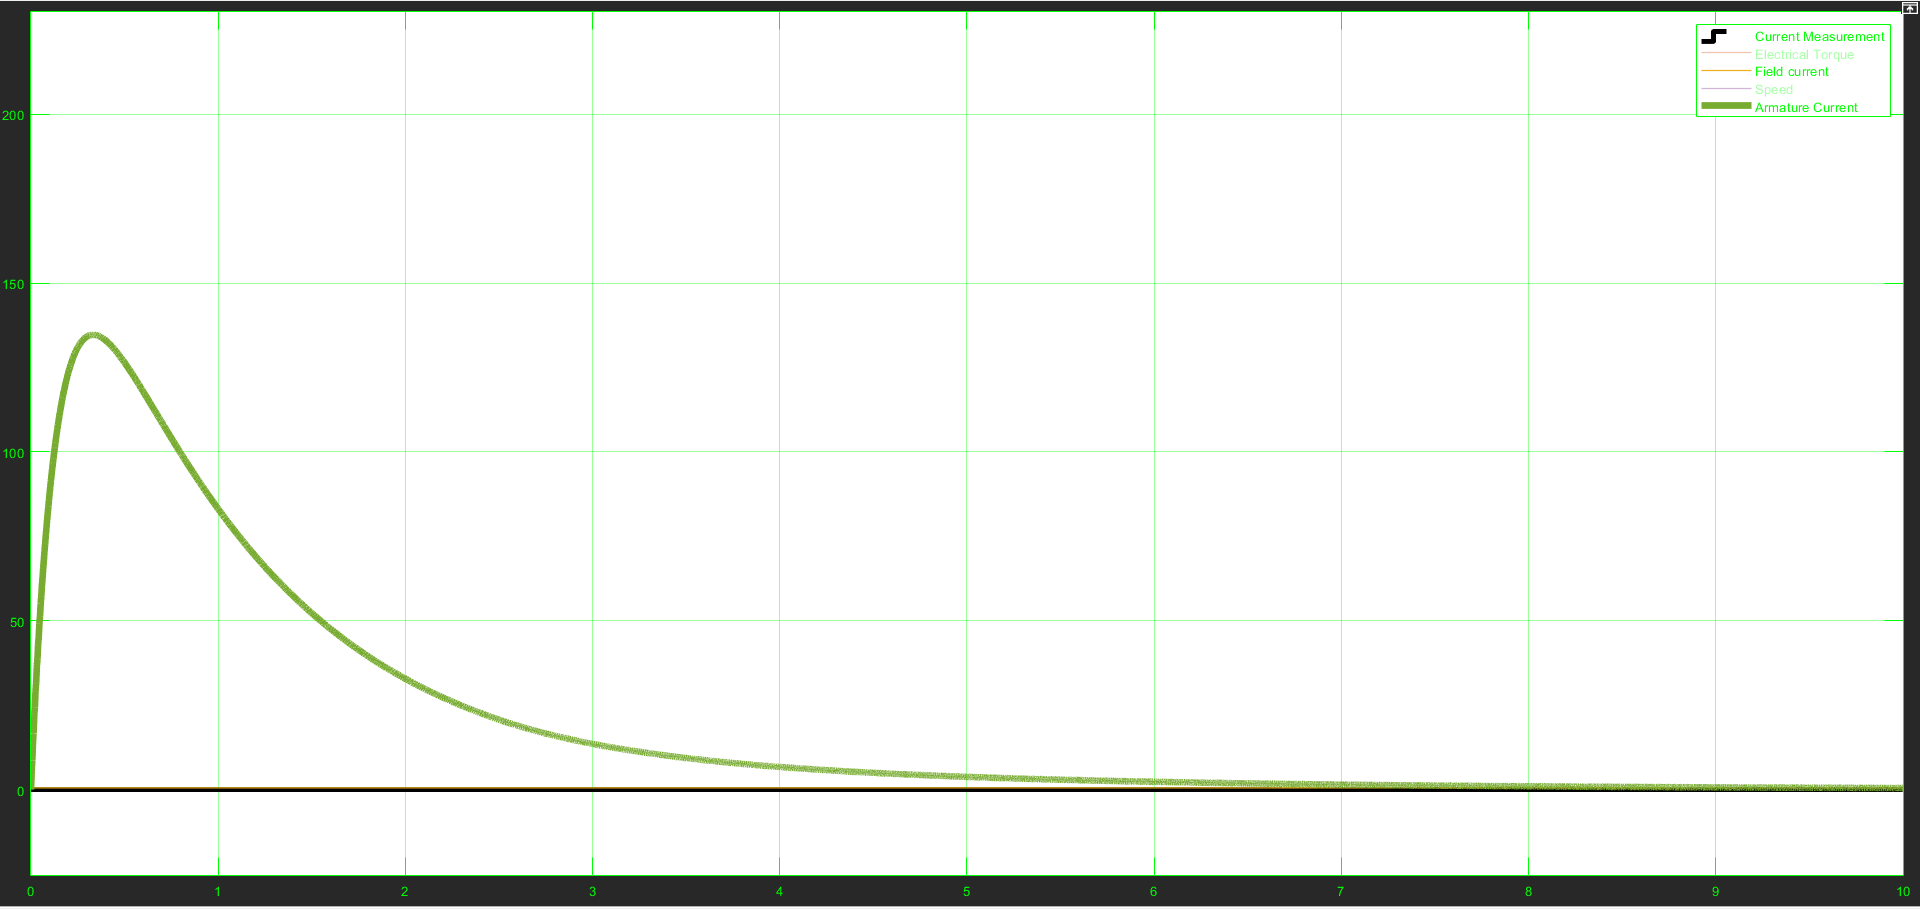 Current Measurement
Electrical Torque
Field current
Speed
Armature Current
200
150
100
50
0
0 1 2 3 4 5 6 7 8 9 10